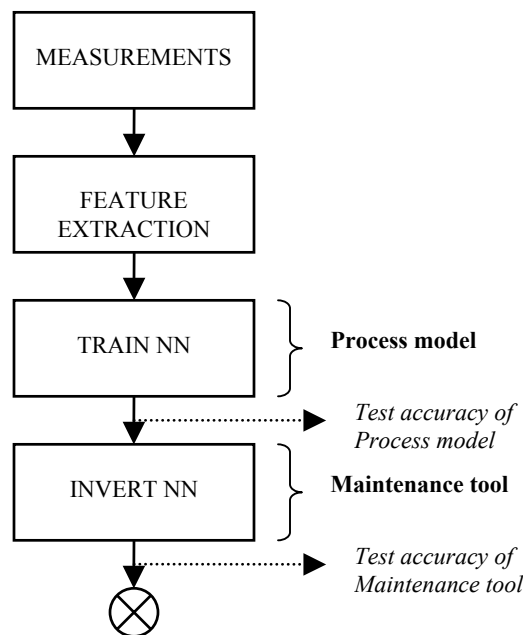 MEASUREMENTS
FEATURE
EXTRACTION
TRAIN NN
Process model
Test accuracy of
Process model
INVERT NN
Maintenance tool
Test accuracy of
Maintenance tool